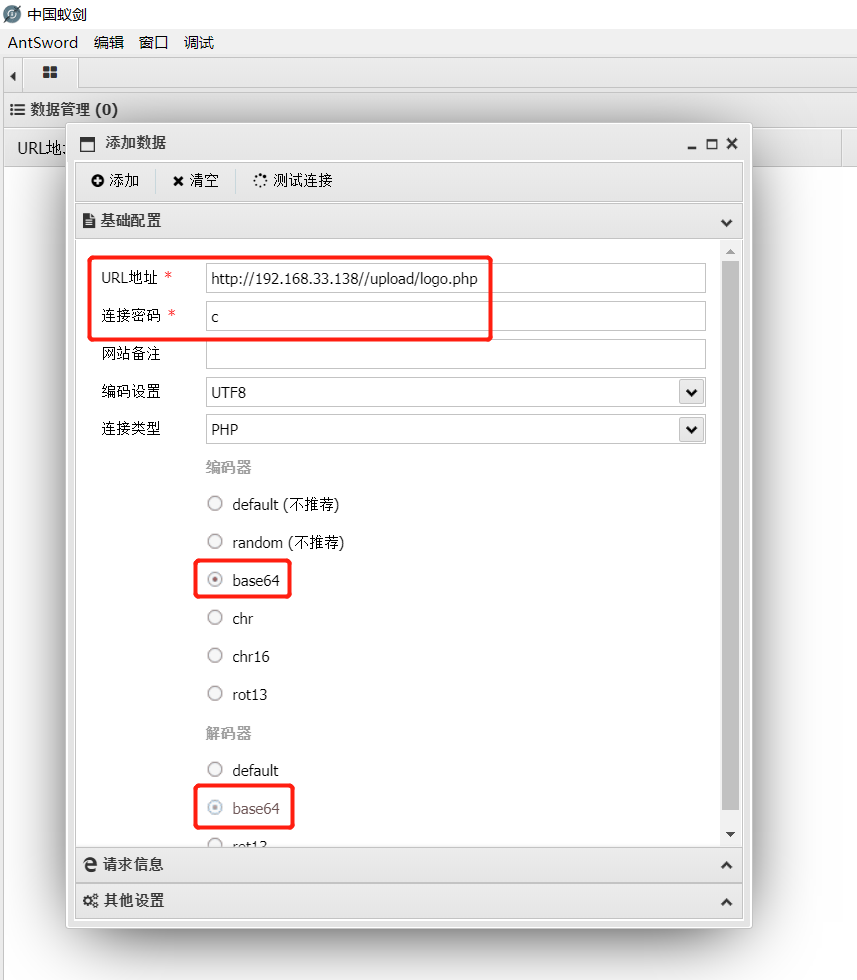 中国蚁剑
AntSword 编辑 窗口 调试
数据管理 (0)
URL地
添加数据
添加 清空 测试连接
基础配置
URL地址 * http://192.168.33.138//upload/logo.php
连接密码 * c
网站备注
编码设置 UTF8
连接类型 PHP
编码器
default (不推荐)
random (不推荐)
base64
chr
chr16
rot13
解码器
default
base64
rot13
请求信息
其他设置